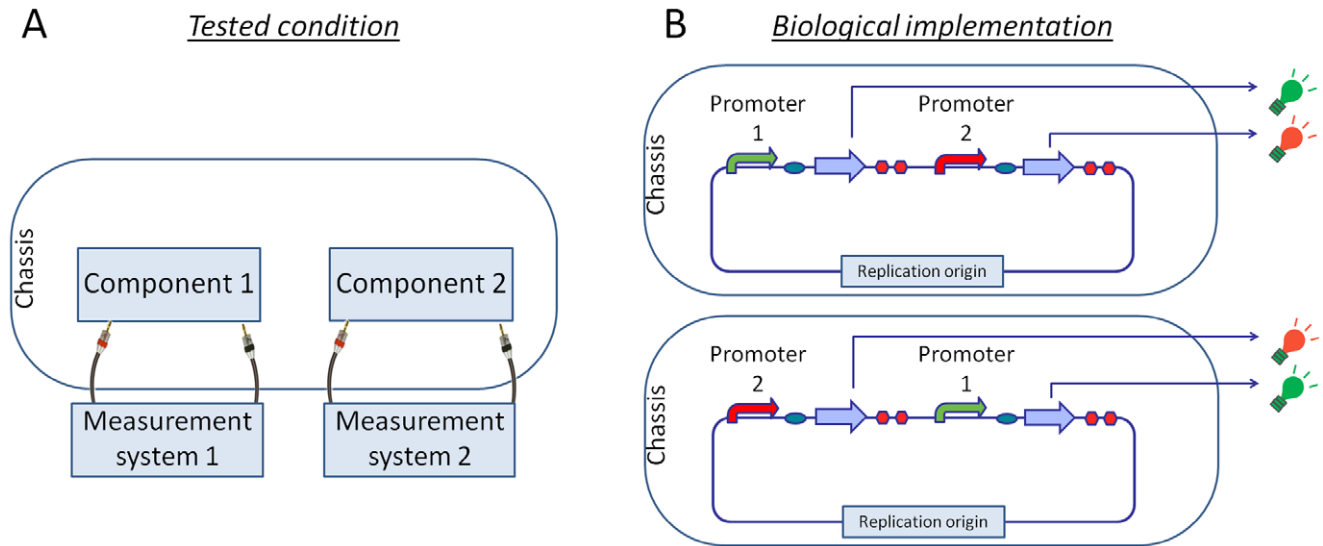 A
Tested condition
Chassis
Component 1
Component 2
Measurement
system 1
Measurement
system 2
B
Biological implementation
Chassis
Promoter
1
Promoter
2
Replication origin
Chassis
Promoter
2
Promoter
1
Replication origin